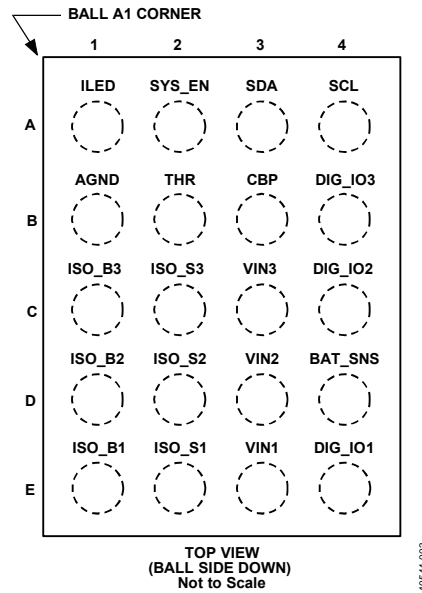 BALL A1 CORNER
1 2 3 4
ILED SYS_EN SDA SCL
A
AGND THR CBP DIG_IO3
B
ISO_B3 ISO_S3 VIN3 DIG_IO2
C
ISO_B2 ISO_S2 VIN2 BAT_SNS
D
ISO_B1 ISO_S1 VIN1 DIG_IO1
E
TOP VIEW
(BALL SIDE DOWN)
Not to Scale